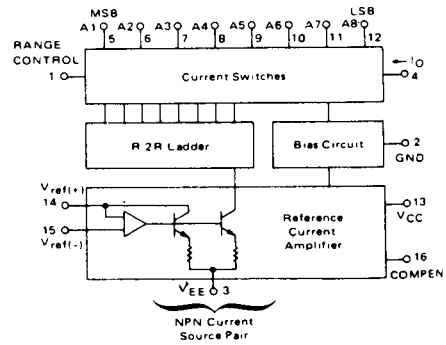 MSB LSB
A1 A2 A3 A4 A5 A6 A7 A8
5 6 7 8 9 10 11 12
RANGE
CONTROL
1
Current Switches
IO
4
R 2R Ladder
Bias Circuit
2
GND
Vref(+)
14
15
Vref(-)
Reference
Current
Amplifier
13
VCC
16
COMPEN
VEE 3
NPN Current
Source Pair